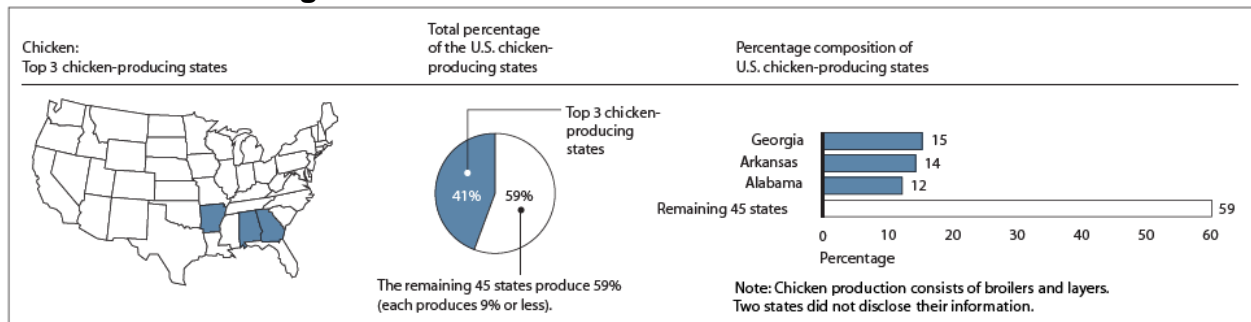 Chicken:
Top 3 chicken-producing states
Total percentage
of the U.S. chicken-
producing states
Percentage composition of
U.S. chicken-producing states
Top 3 chicken-
producing
states
41%
59%
The remaining 45 states produce 59%
(each produces 9% or less).
Georgia 15
Arkansas 14
Alabama 12
Remaining 45 states 59
0 10 20 30 40 50 60
Percentage
Note: Chicken production consists of broilers and layers.
Two states did not disclose their information.